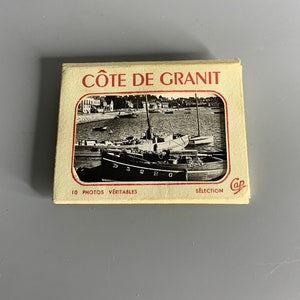 CÔTE DE GRANIT
10 PHOTOS VÉRITABLES SÉLECTION Cap